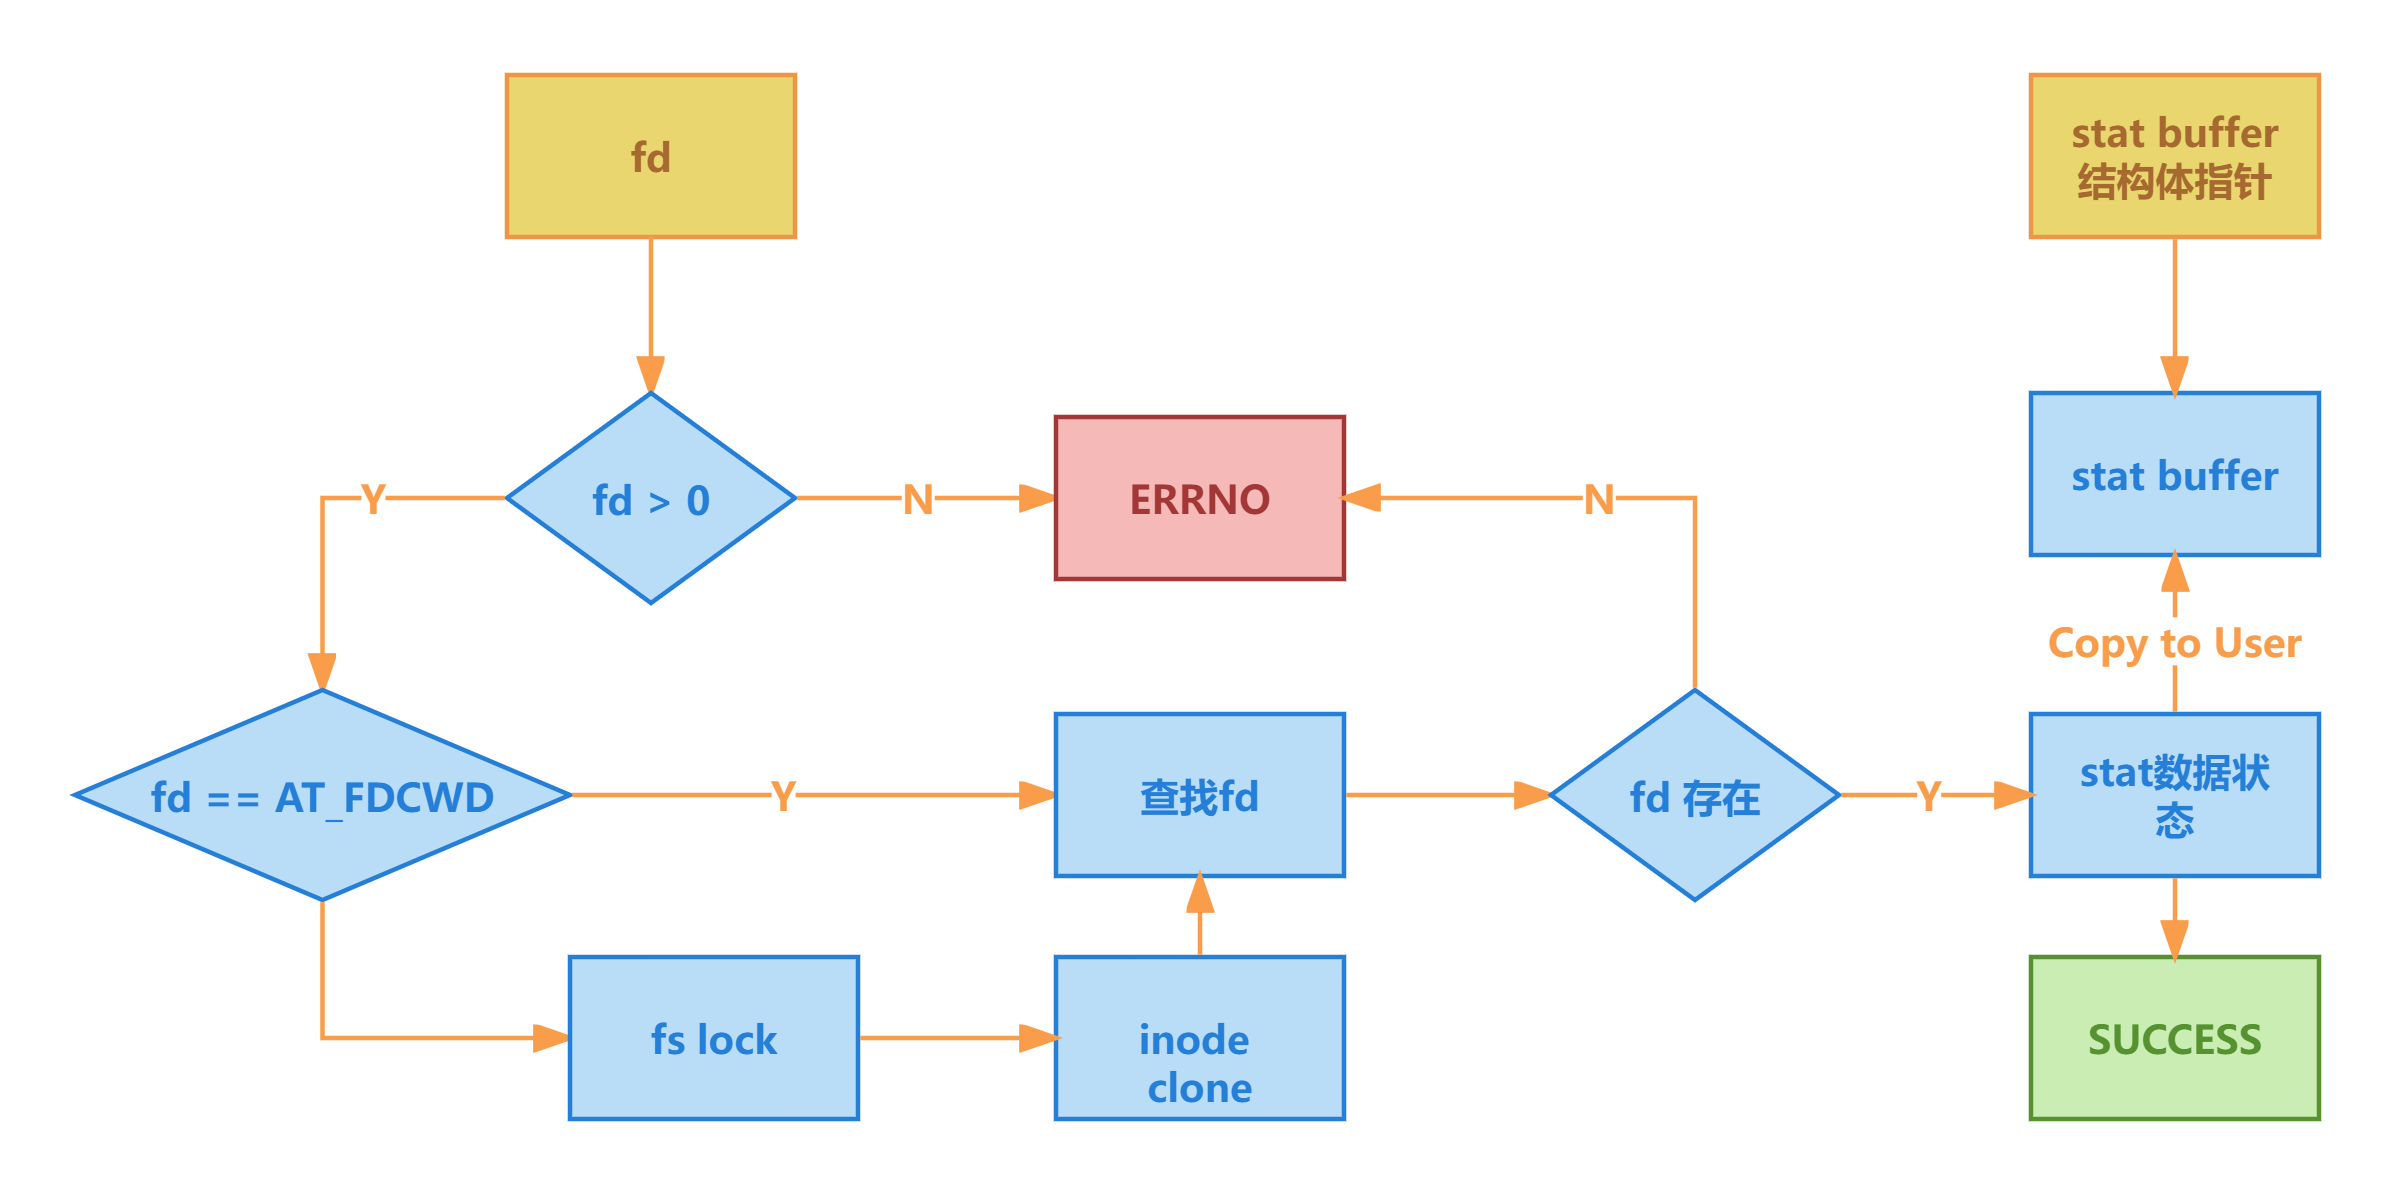 fd
stat buffer
结构体指针
fd > 0
Y
N
ERRNO
N
stat buffer
Copy to User
fd == AT_FDCWD
Y
查找fd
fd 存在
Y
stat数据状
态
fs lock
inode
clone
SUCCESS